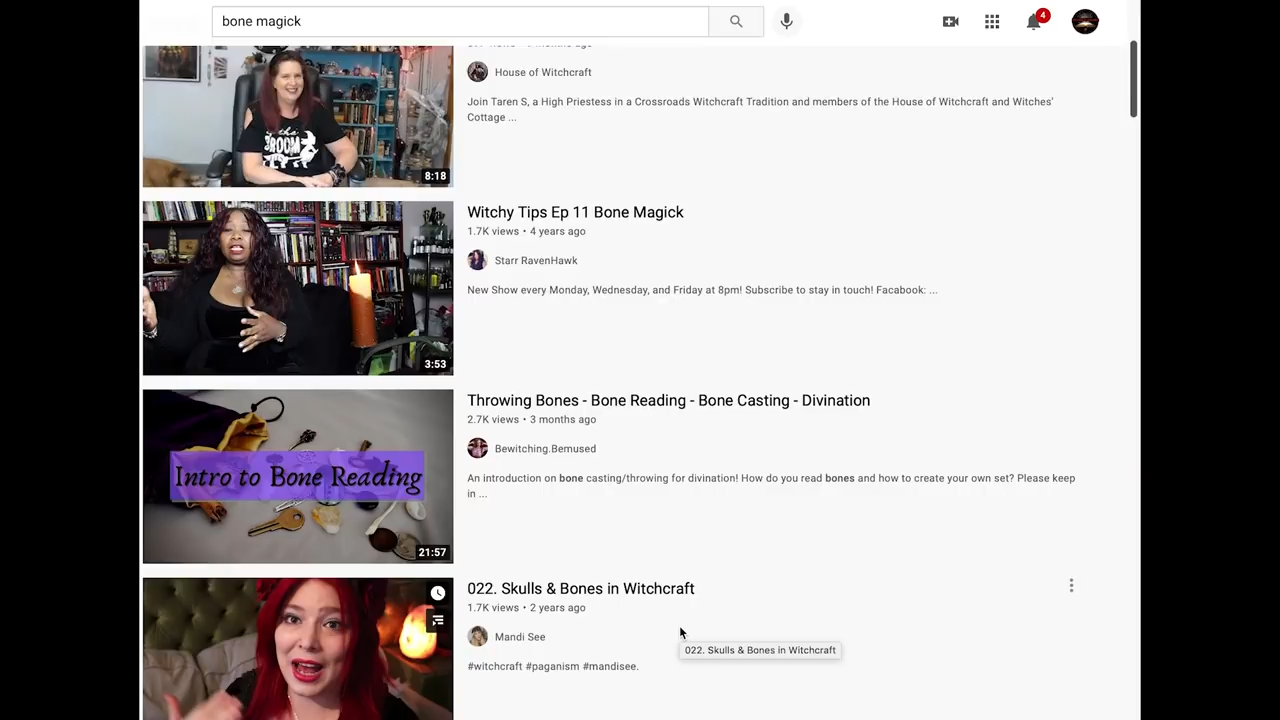 bone magick
4
House of Witchcraft
Join Taren S, a High Priestess in a Crossroads Witchcraft Tradition and members of the House of Witchcraft and Witches'
Cottage ...
BROOM
8:18
Witchy Tips Ep 11 Bone Magick
1.7K views • 4 years ago
Starr RavenHawk
New Show every Monday, Wednesday, and Friday at 8pm! Subscribe to stay in touch! Facabook: ...
3:53
Throwing Bones - Bone Reading - Bone Casting - Divination
2.7K views • 3 months ago
Bewitching.Bemused
Intro to Bone Reading
An introduction on bone casting/throwing for divination! How do you read bones and how to create your own set? Please keep
in ...
21:57
022. Skulls & Bones in Witchcraft
1.7K views • 2 years ago
Mandi See
022. Skulls & Bones in Witchcraft
#witchcraft #paganism #mandisee.